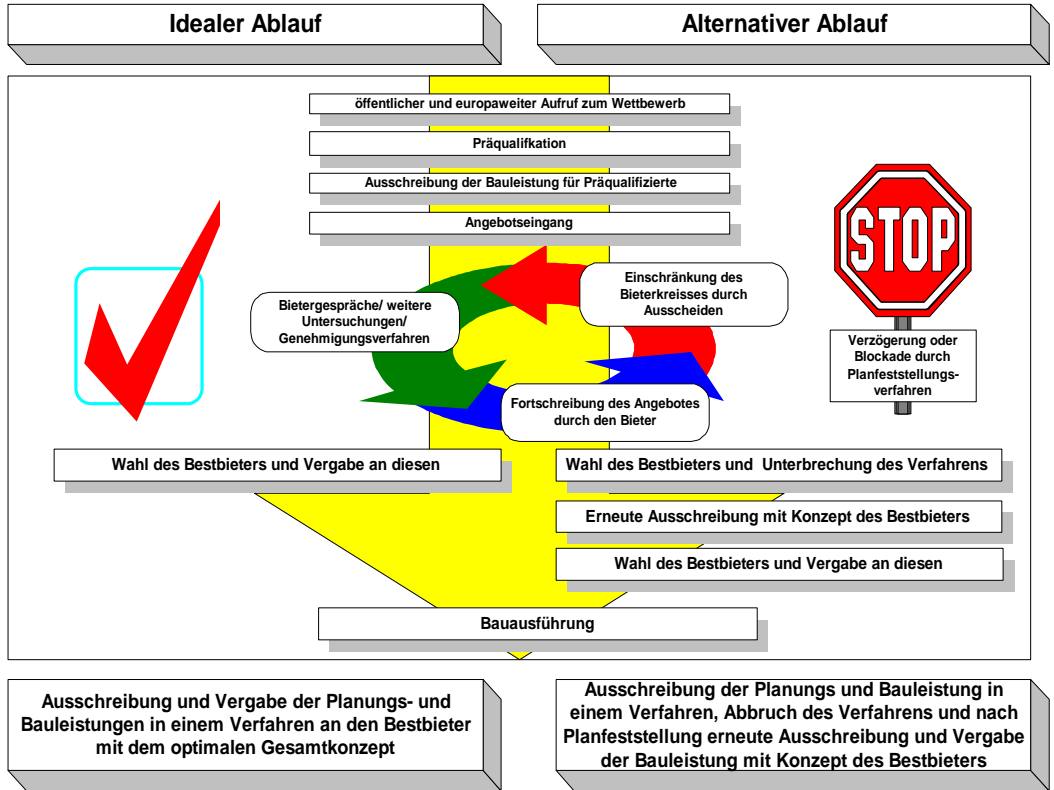 Idealer Ablauf
Alternativer Ablauf
öffentlicher und europaweiter Aufruf zum Wettbewerb
Präqualifkation
Ausschreibung der Bauleistung für Präqualifizierte
Angebotseingang
STOP
Einschränkung des
Bieterkreisses durch
Ausscheiden
Bietergespräche/ weitere
Untersuchungen/
Genehmigungsverfahren
Verzögerung oder
Blockade durch
Planfeststellungs-
verfahren
Fortschreibung des Angebotes
durch den Bieter
Wahl des Bestbieters und Vergabe an diesen
Wahl des Bestbieters und Unterbrechung des Verfahrens
Erneute Ausschreibung mit Konzept des Bestbieters
Wahl des Bestbieters und Vergabe an diesen
Bauausführung
Ausschreibung und Vergabe der Planungs- und
Bauleistungen in einem Verfahren an den Bestbieter
mit dem optimalen Gesamtkonzept
Ausschreibung der Planungs und Bauleistung in
einem Verfahren, Abbruch des Verfahrens und nach
Planfeststellung erneute Ausschreibung und Vergabe
der Bauleistung mit Konzept des Bestbieters